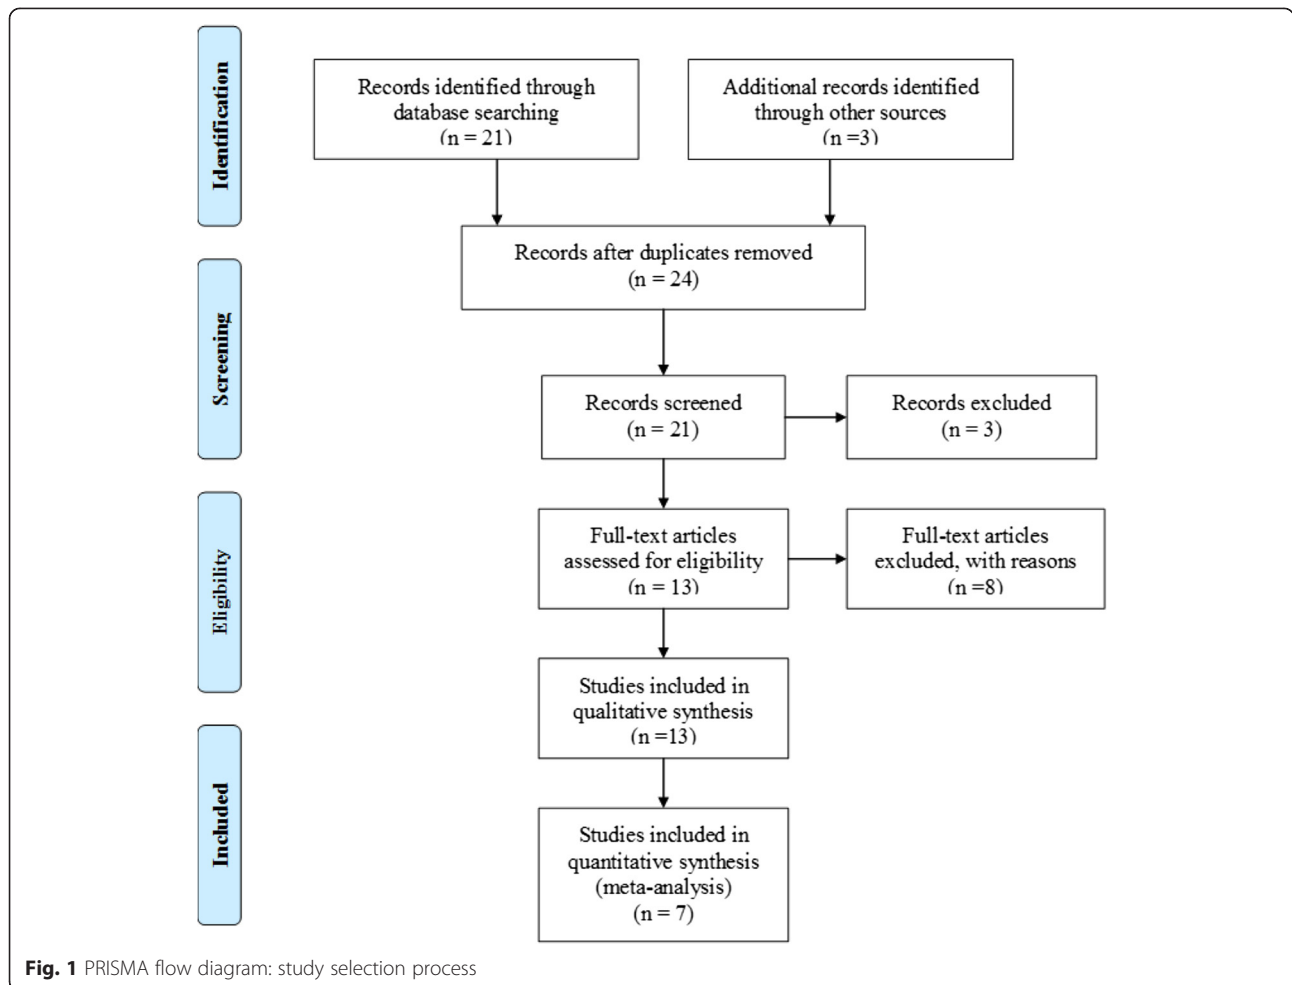 Identification
Records identified through
database searching
(n = 21)
Additional records identified
through other sources
(n =3)
Records after duplicates removed
(n = 24)
Screening
Records screened
(n = 21)
Records excluded
(n = 3)
Eligibility
Full-text articles
assessed for eligibility
(n = 13)
Full-text articles
excluded, with reasons
(n =8)
Studies included in
qualitative synthesis
(n =13)
Included
Studies included in
quantitative synthesis
(meta-analysis)
(n = 7)
Fig. 1 PRISMA flow diagram: study selection process